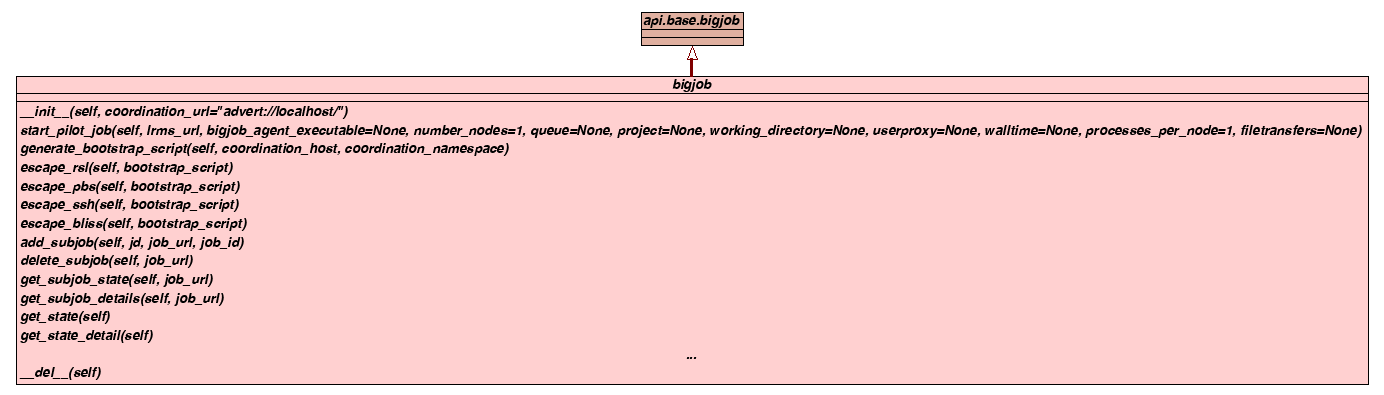 api.base.bigjob
bigjob
__init__(self, coordination_url="advert://localhost/")
start_pilot_job(self, lrms_url, bigjob_agent_executable=None, number_nodes=1, queue=None, project=None, working_directory=None, userproxy=None, walltime=None, processes_per_node=1, filetransfers=None)
generate_bootstrap_script(self, coordination_host, coordination_namespace)
escape_rsl(self, bootstrap_script)
escape_pbs(self, bootstrap_script)
escape_ssh(self, bootstrap_script)
escape_bliss(self, bootstrap_script)
add_subjob(self, jd, job_url, job_id)
delete_subjob(self, job_url)
get_subjob_state(self, job_url)
get_subjob_details(self, job_url)
get_state(self)
get_state_detail(self)
...
__del__(self)